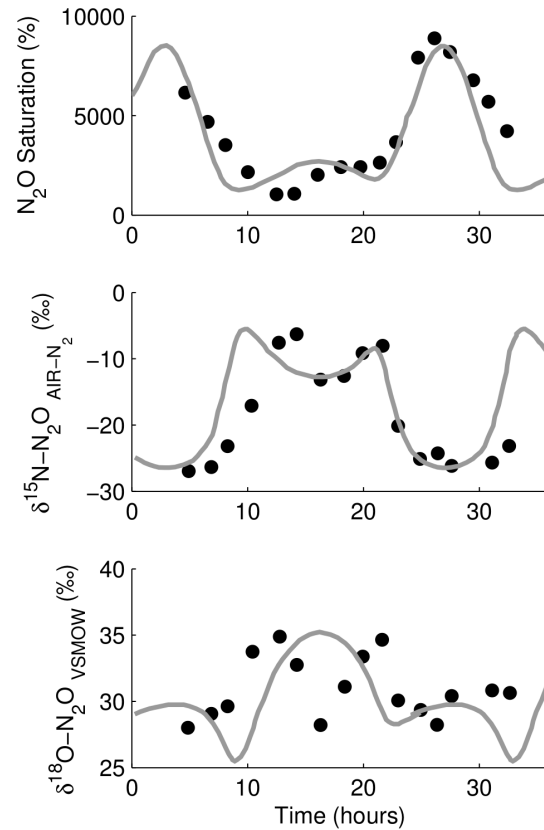 N2O Saturation (%)
10000
5000
0
0 10 20 30
δ15N−N2O AIR−N2 (‰)
0
−10
−20
−30
0 10 20 30
δ18O−N2O VSMOW (‰)
40
35
30
25
0 10 20 30
Time (hours)